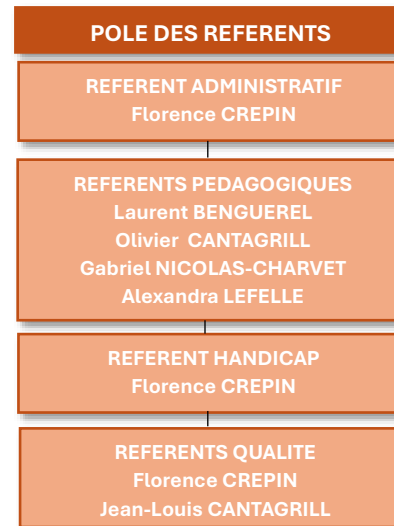 POLE DES REFERENTS
REFERENT ADMINISTRATIF
Florence CREPIN
REFERENTS PEDAGOGIQUES
Laurent BENGUEREL
Olivier CANTAGRILL
Gabriel NICOLAS-CHARVET
Alexandra LEFELLE
REFERENT HANDICAP
Florence CREPIN
REFERENTS QUALITE
Florence CREPIN
Jean-Louis CANTAGRILL